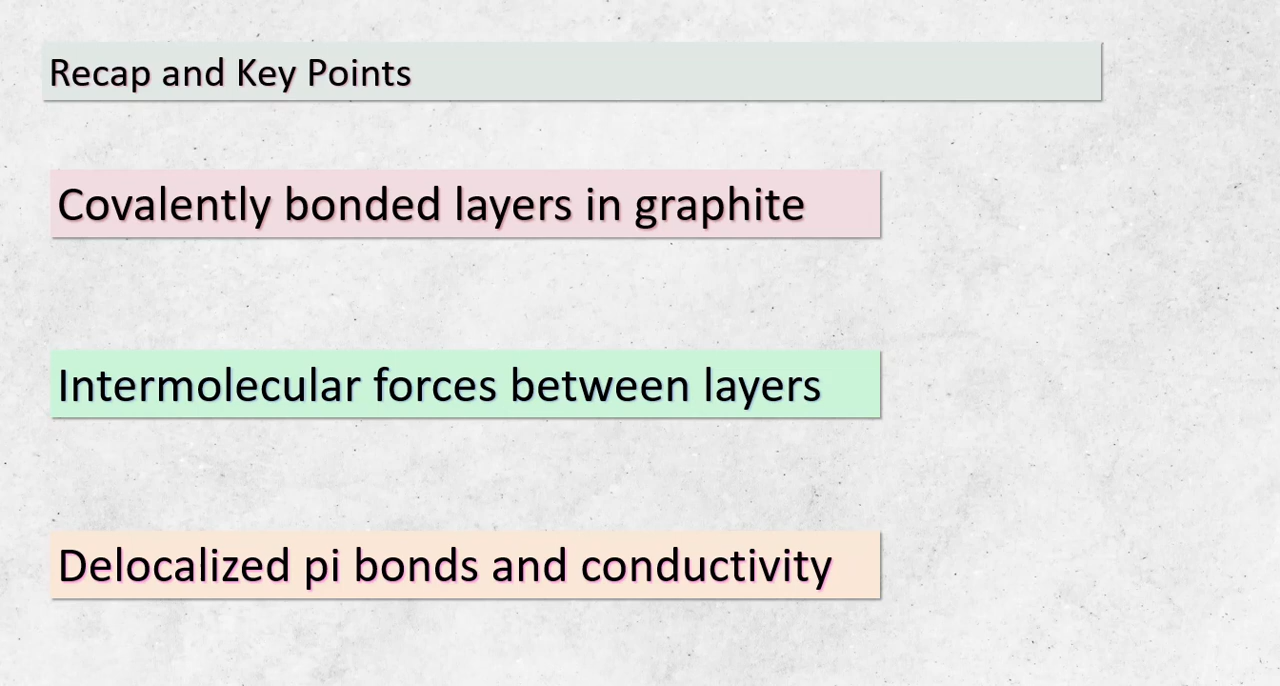 Recap and Key Points
Covalently bonded layers in graphite
Intermolecular forces between layers
Delocalized pi bonds and conductivity